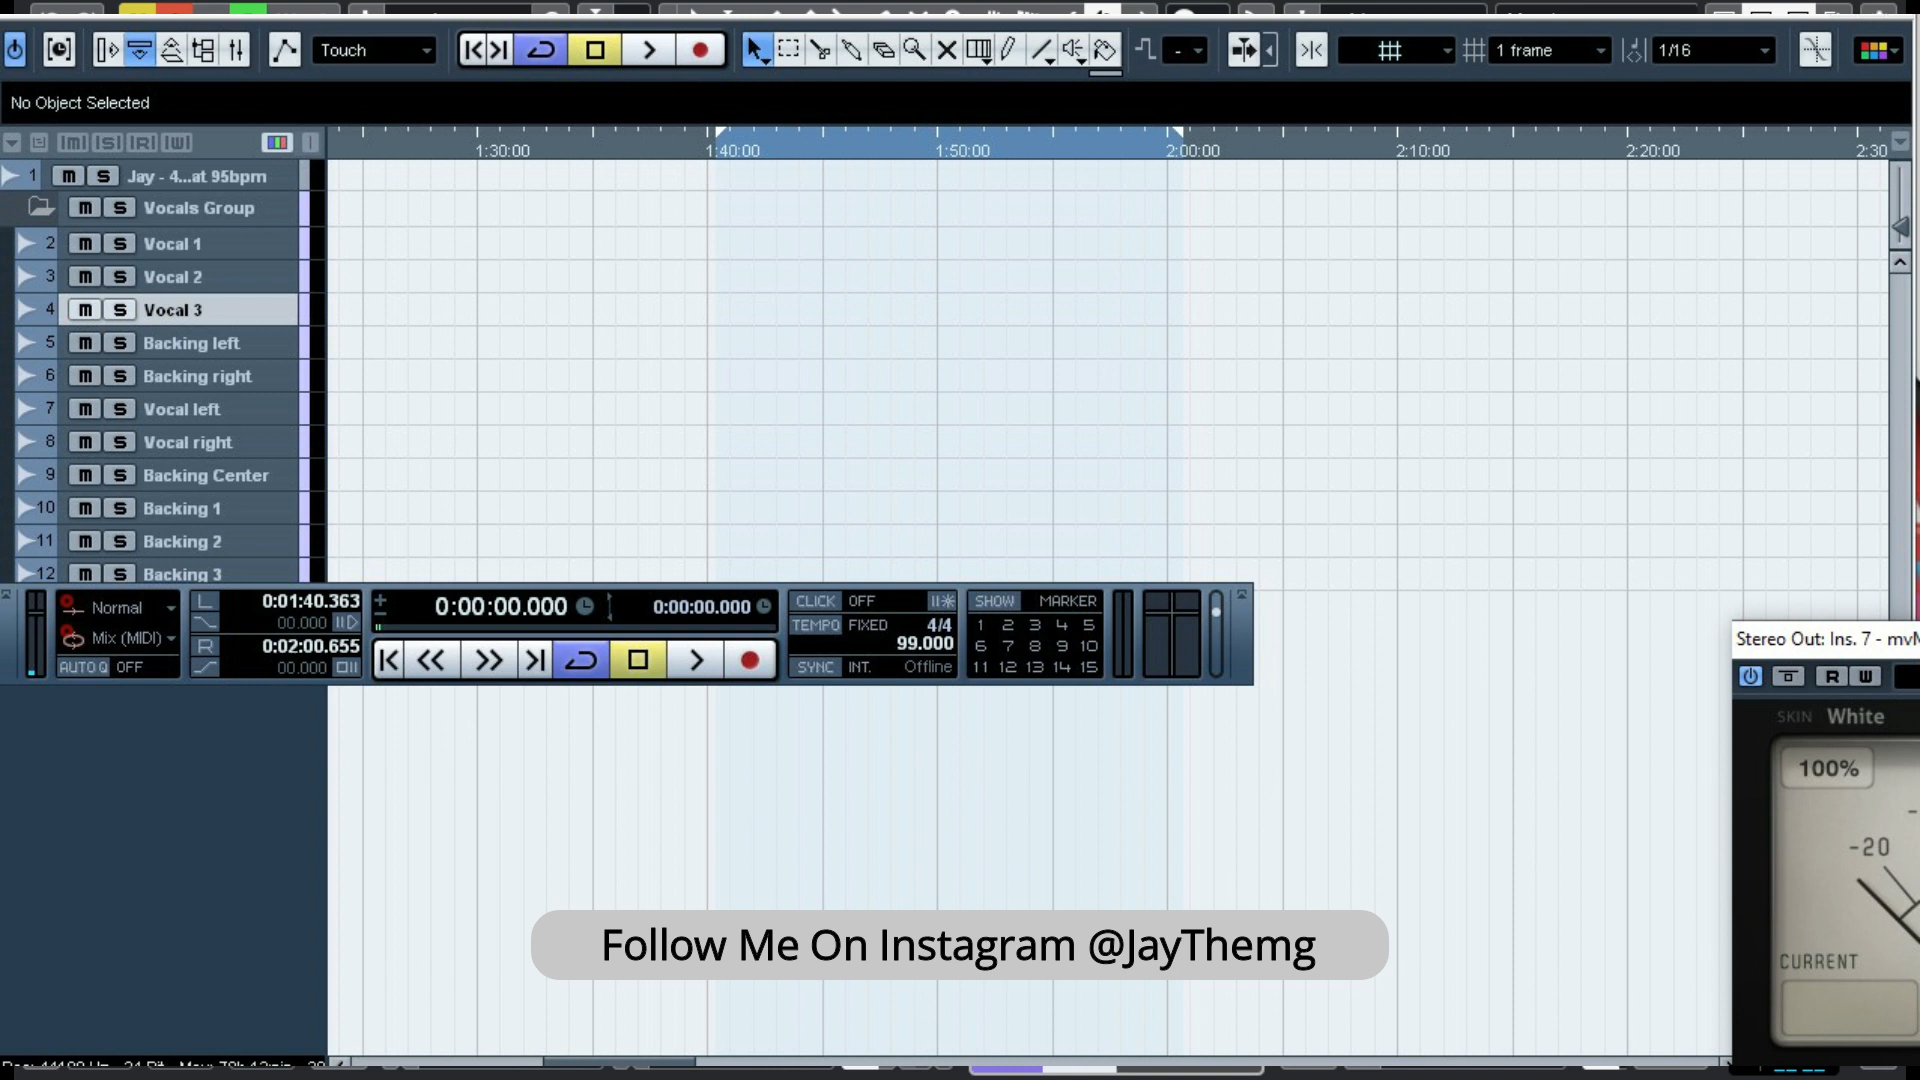 Touch
-
1 frame
1/16
No Object Selected
[M] [S] [R] [W]
1:30:00 1:40:00 1:50:00 2:00:00 2:10:00 2:20:00 2:30
1 m S Jay - 4...at 95bpm
m S Vocals Group
2 m S Vocal 1
3 m S Vocal 2
4 m S Vocal 3
5 m S Backing left
6 m S Backing right
7 m S Vocal left
8 m S Vocal right
9 m S Backing Center
10 m S Backing 1
11 m S Backing 2
12 m S Backing 3
Normal
Mix (MIDI)
AUTO Q OFF
L 0:01:40.363
00.000
R 0:02:00.655
00.000
0:00:00.000 0:00:00.000
CLICK OFF
TEMPO FIXED 4/4
99.000
SYNC INT. Offline
SHOW MARKER
1 2 3 4 5
6 7 8 9 10
11 12 13 14 15
Stereo Out: Ins. 7 - mvM
R W
SKIN White
100%
-20
CURRENT
Follow Me On Instagram @JayThemg